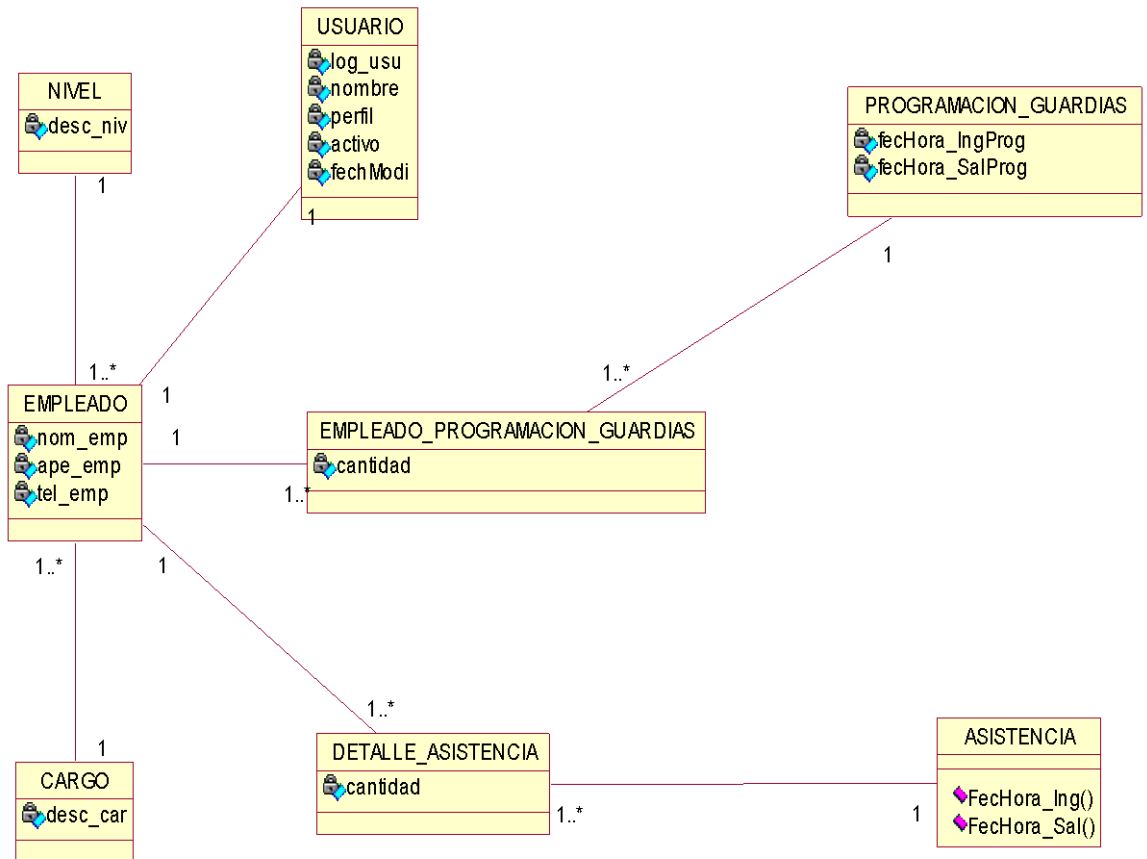 USUARIO
log_usu
nombre
perfil
activo
fechModi
1
NIVEL
desc_niv
1
PROGRAMACION_GUARDIAS
fecHora_IngProg
fecHora_SalProg
1
1..*
1
1..*
EMPLEADO
nom_emp
ape_emp
tel_emp
1
1..*
EMPLEADO_PROGRAMACION_GUARDIAS
cantidad
1..*
1
1..*
DETALLE_ASISTENCIA
cantidad
1..*
1
ASISTENCIA
FecHora_Ing()
FecHora_Sal()
1
CARGO
desc_car